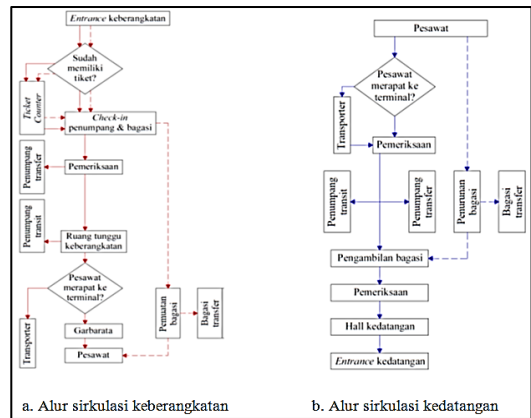 Entrance keberangkatan
Sudah
memiliki
tiket?
Ticket
Counter
Check-in
penumpang & bagasi
Penumpang
transfer
Pemeriksaan
Penumpang
transit
Ruang tunggu
keberangkatan
Pesawat
merapat ke
terminal?
Transporter
Garbarata
Pesawat
Pemuatan
bagasi
Bagasi
transfer
a. Alur sirkulasi keberangkatan
Pesawat
Pesawat
merapat ke
terminal?
Transporter
Pemeriksaan
Penumpang
transit
Penumpang
transfer
Penurunan
bagasi
Bagasi
transfer
Pengambilan bagasi
Pemeriksaan
Hall kedatangan
Entrance kedatangan
b. Alur sirkulasi kedatangan